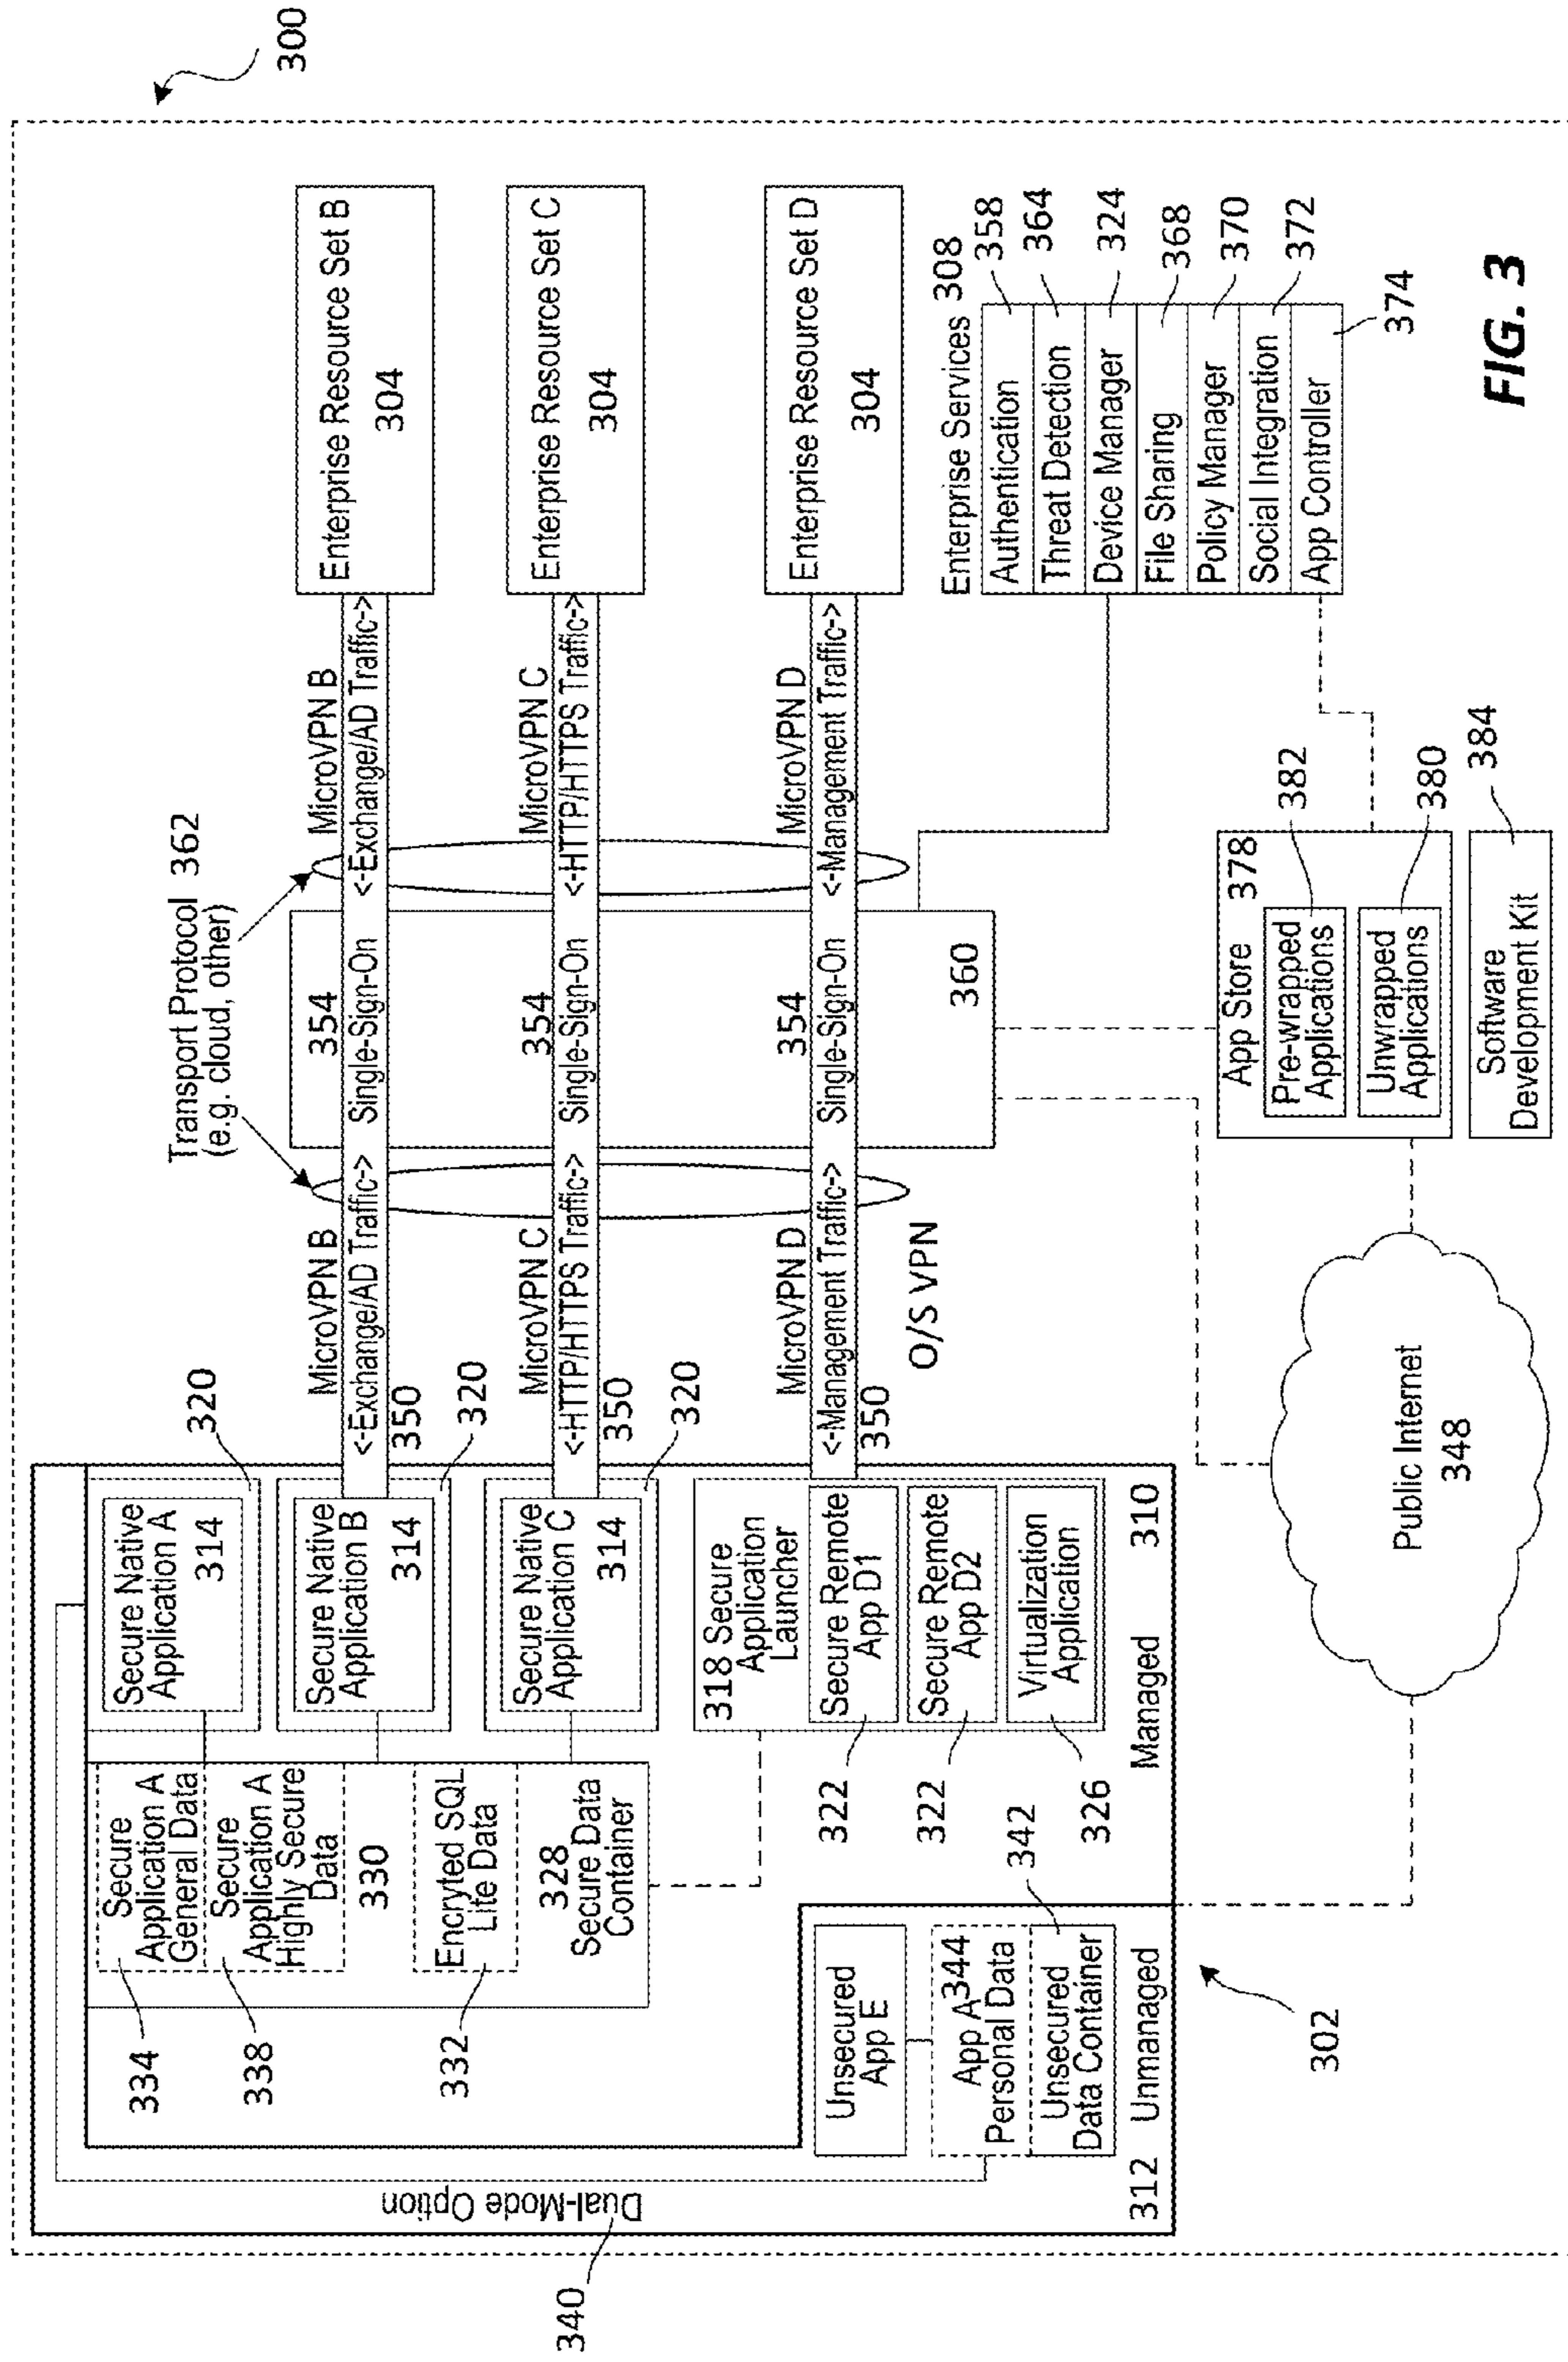 300
Transport Protocol 362
(e.g. cloud, other)
340
Dual-Mode Option
334
338
332
Secure
Application A
General Data
Secure
Application A
Highly Secure
Data
330
Encryted SQL
Lite Data
328
Secure Data
Container
Secure Native
Application A
314
320
Secure Native
Application B
314
320
Secure Native
Application C
314
320
318 Secure
Application
Launcher
Secure Remote
App D1
322
Secure Remote
App D2
322
Virtualization
Application
326
Managed 310
Unsecured
App E
344
App A
Personal Data
342
Unsecured
Data Container
312 Unmanaged
302
MicroVPN B
<-Exchange/AD Traffic->
350
354
Single-Sign-On
MicroVPN B
<-Exchange/AD Traffic->
Enterprise Resource Set B
304
MicroVPN C
<-HTTP/HTTPS Traffic->
350
354
Single-Sign-On
MicroVPN C
<-HTTP/HTTPS Traffic->
Enterprise Resource Set C
304
MicroVPN D
<-Management Traffic->
350
354
Single-Sign-On
MicroVPN D
<-Management Traffic->
Enterprise Resource Set D
304
O/S VPN
360
Enterprise Services 308
Authentication
358
Threat Detection
364
Device Manager
324
File Sharing
368
Policy Manager
370
Social Integration
372
App Controller
374
Public Internet
348
App Store 378
Pre-wrapped
Applications
382
Unwrapped
Applications
380
Software
Development Kit
384
FIG. 3